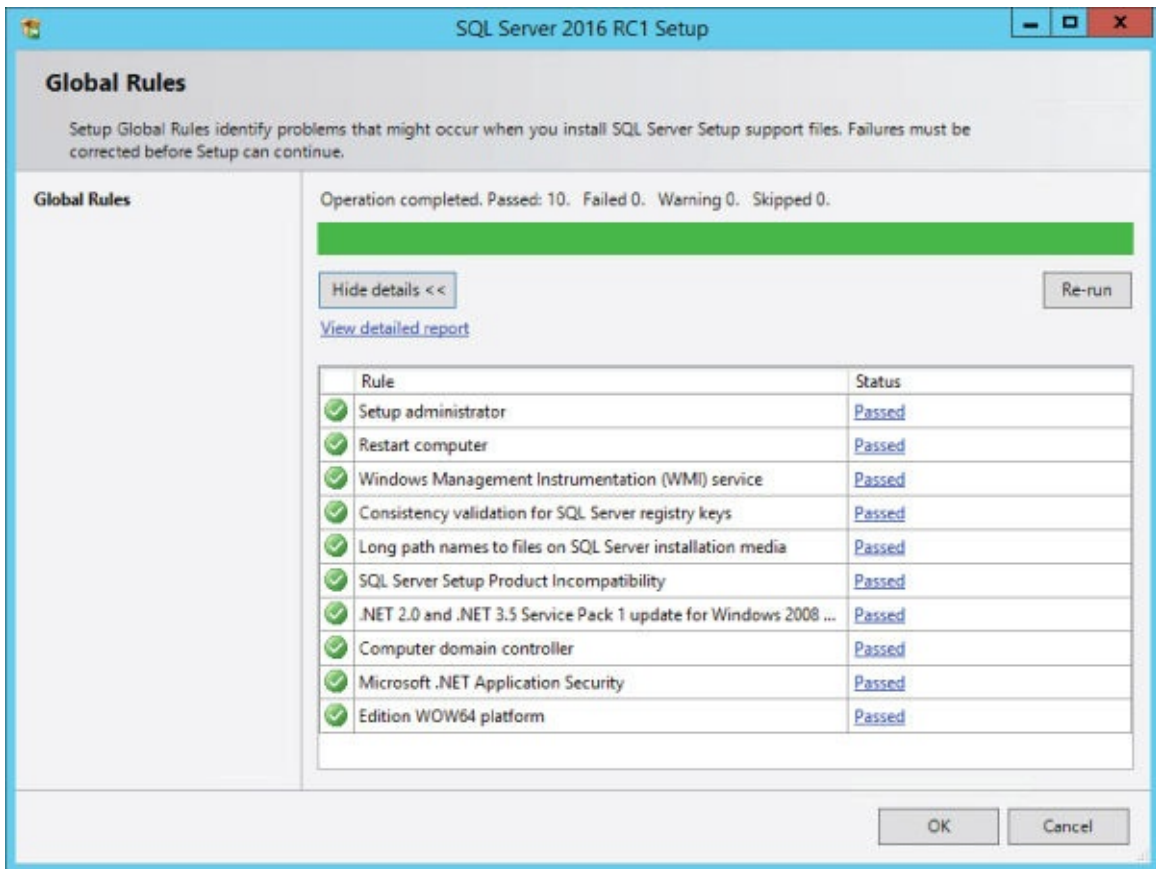 SQL Server 2016 RC1 Setup
Global Rules
Setup Global Rules identify problems that might occur when you install SQL Server Setup support files. Failures must be
corrected before Setup can continue.
Global Rules
Operation completed. Passed: 10. Failed 0. Warning 0. Skipped 0.
Hide details <<
Re-run
View detailed report
Rule Status
Setup administrator Passed
Restart computer Passed
Windows Management Instrumentation (WMI) service Passed
Consistency validation for SQL Server registry keys Passed
Long path names to files on SQL Server installation media Passed
SQL Server Setup Product Incompatibility Passed
.NET 2.0 and .NET 3.5 Service Pack 1 update for Windows 2008 ... Passed
Computer domain controller Passed
Microsoft .NET Application Security Passed
Edition WOW64 platform Passed
OK Cancel